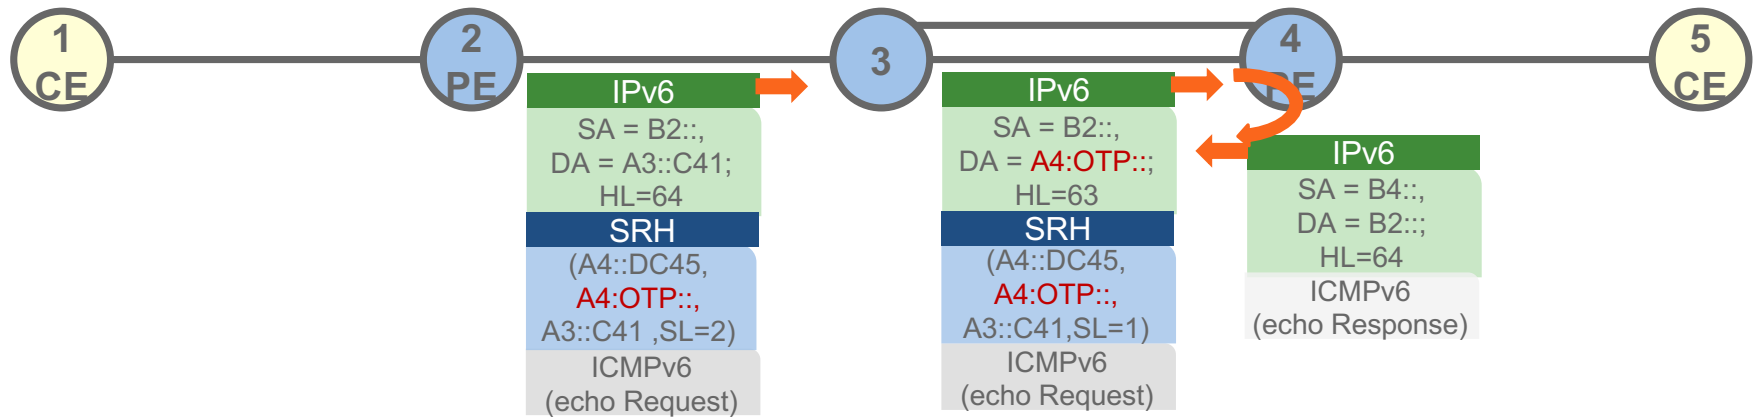 1
CE
2
PE
3
4
PE
5
CE
IPv6
SA = B2::,
DA = A3::C41;
HL=64
SRH
(A4::DC45,
A4:OTP::,
A3::C41 ,SL=2)
ICMPv6
(echo Request)
IPv6
SA = B2::,
DA = A4:OTP::;
HL=63
SRH
(A4::DC45,
A4:OTP::,
A3::C41,SL=1)
ICMPv6
(echo Request)
IPv6
SA = B4::,
DA = B2::;
HL=64
ICMPv6
(echo Response)